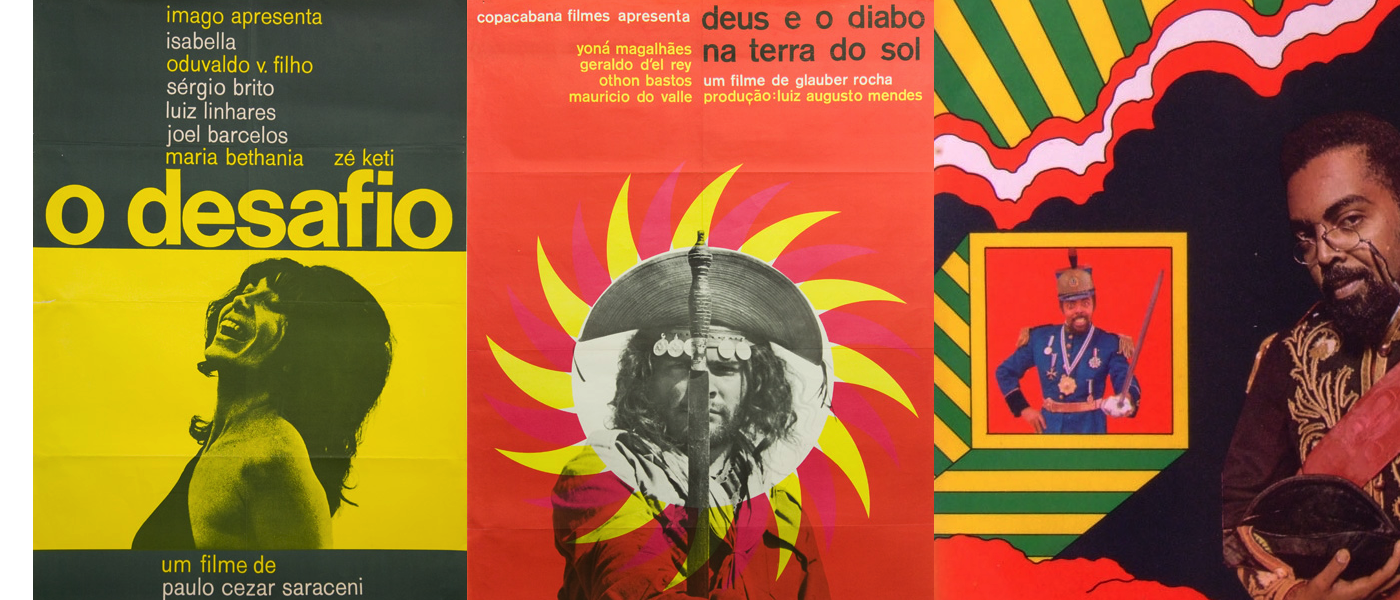 imago apresenta
isabella
oduvaldo v. filho
sérgio brito
luiz linhares
joel barcelos
maria bethania zé keti
o desafio
um filme de
paulo cezar saraceni
copacabana filmes apresenta
deus e o diabo
na terra do sol
yoná magalhães
geraldo d'el rey
othon bastos
mauricio do valle
um filme de glauber rocha
produção:luiz augusto mendes